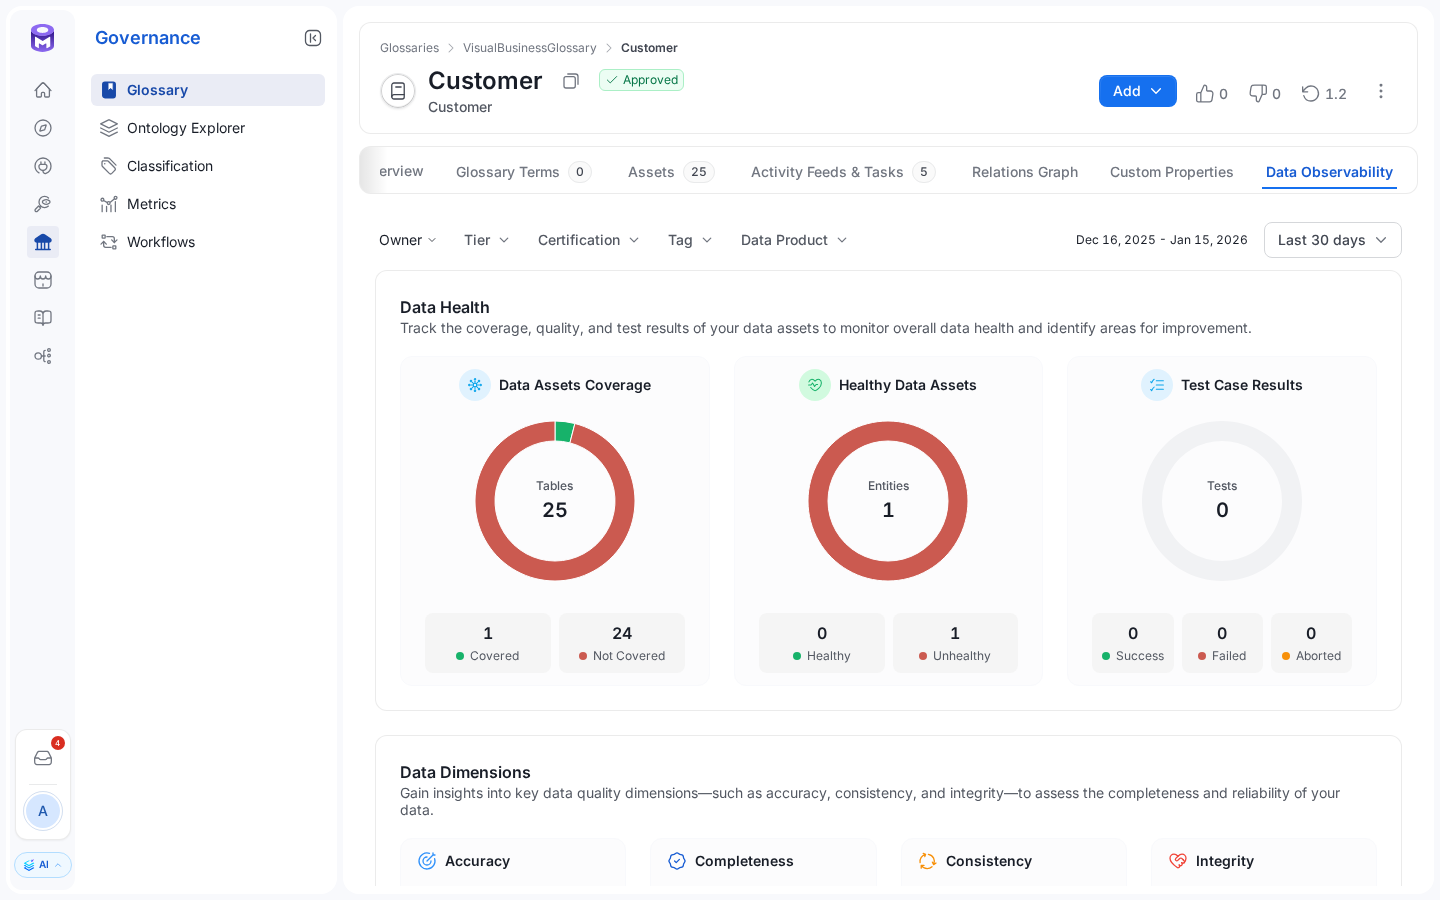 Governance
Glossary
Ontology Explorer
Classification
Metrics
Workflows
4
A
AI
Glossaries
VisualBusinessGlossary
Customer
Customer
Approved
Customer
Add
0
0
1.2
erview
Glossary Terms 0
Assets 25
Activity Feeds & Tasks 5
Relations Graph
Custom Properties
Data Observability
Owner
Tier
Certification
Tag
Data Product
Dec 16, 2025 - Jan 15, 2026
Last 30 days
Data Health
Track the coverage, quality, and test results of your data assets to monitor overall data health and identify areas for improvement.
Data Assets Coverage
Tables
25
1
Covered
24
Not Covered
Healthy Data Assets
Entities
1
0
Healthy
1
Unhealthy
Test Case Results
Tests
0
0
Success
0
Failed
0
Aborted
Data Dimensions
Gain insights into key data quality dimensions—such as accuracy, consistency, and integrity—to assess the completeness and reliability of your
data.
Accuracy
Completeness
Consistency
Integrity